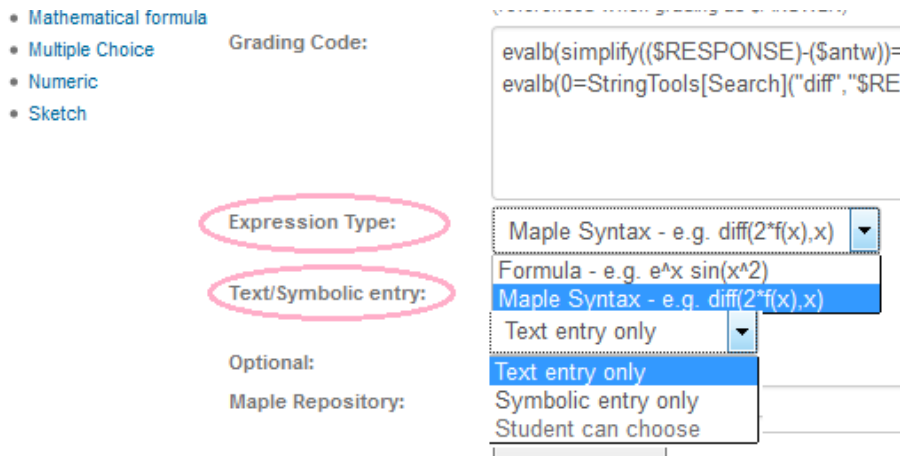 Mathematical formula
Multiple Choice
Numeric
Sketch
Grading Code:
evalb(simplify(($RESPONSE)-($antw))=
evalb(0=StringTools[Search]("diff","$RE
Expression Type:
Maple Syntax - e.g. diff(2*f(x),x)
Formula - e.g. e^x sin(x^2)
Maple Syntax - e.g. diff(2*f(x),x)
Text/Symbolic entry:
Text entry only
Text entry only
Symbolic entry only
Student can choose
Optional:
Maple Repository: